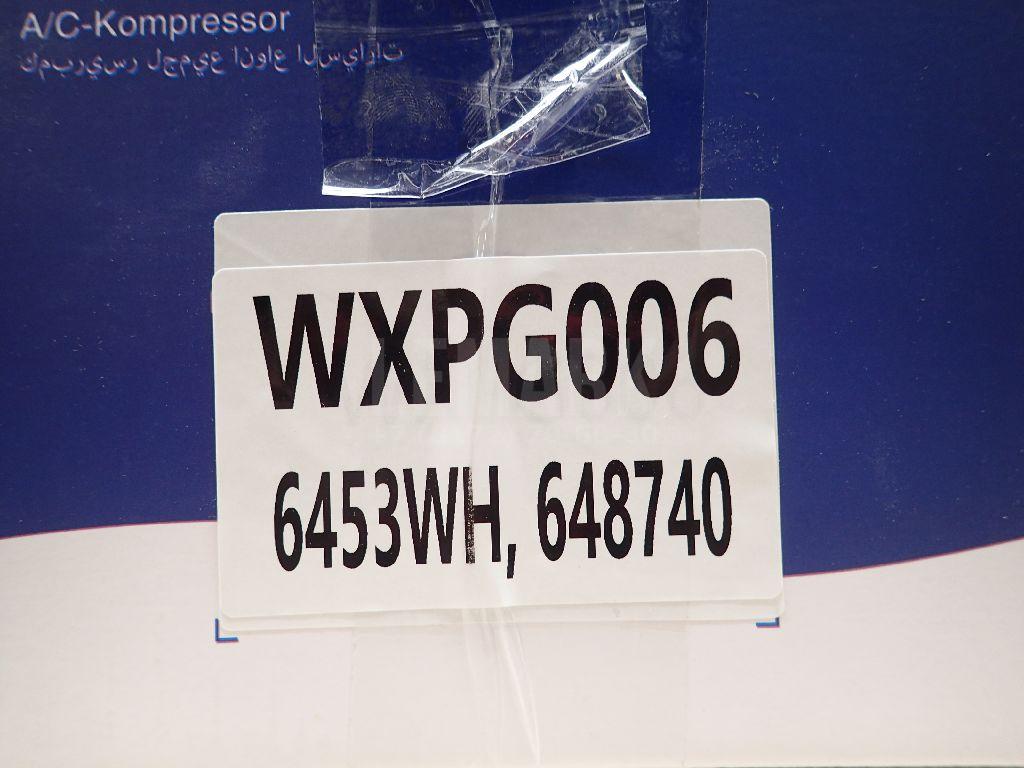 A/C-Kompressor
كمبريسر لجميع انواع السيارات
WXPG006
6453WH, 648740